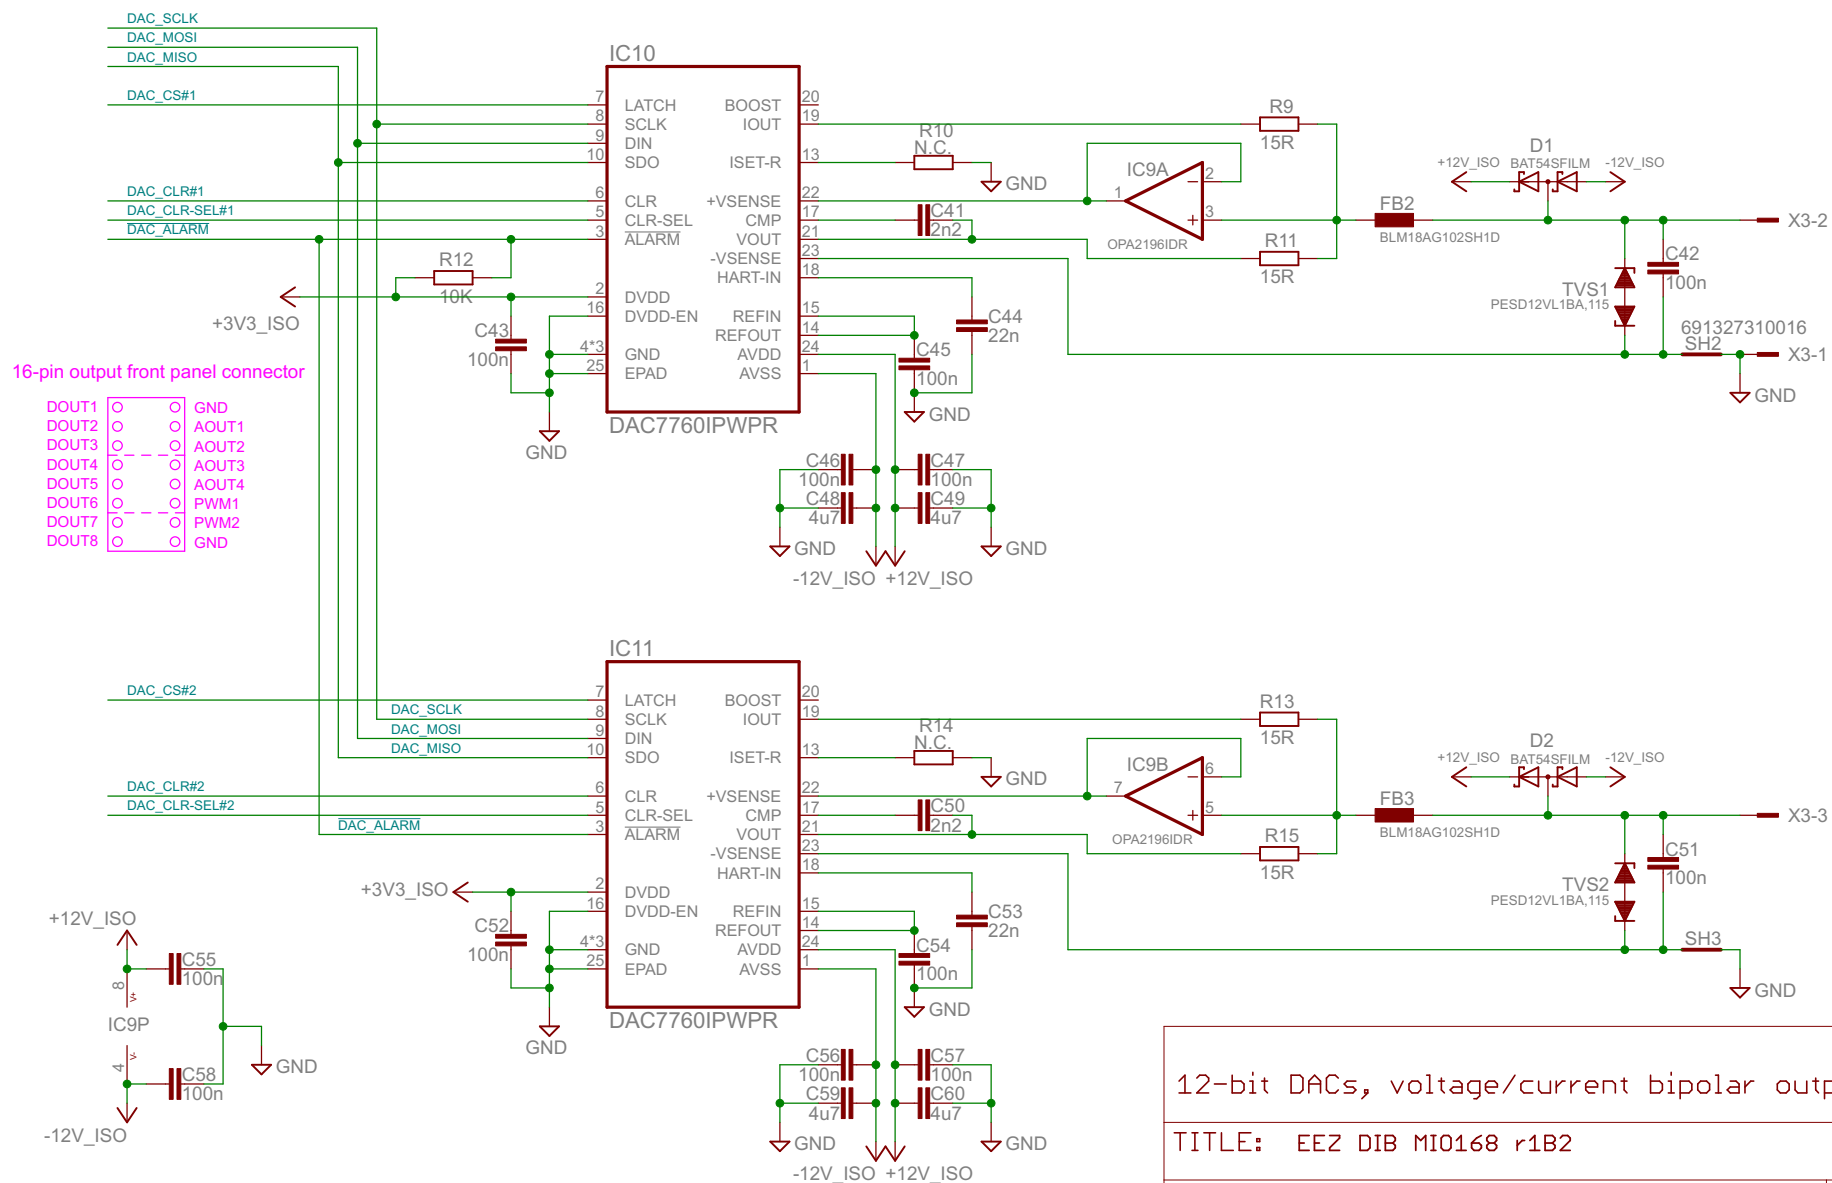 DAC_SCLK
DAC_MOSI
DAC_MISO
DAC_CS#1
DAC_CLR#1
DAC_CLR-SEL#1
DAC_ALARM
R12
10K
+3V3_ISO
C43
100n
GND
IC10
7 LATCH BOOST 20
8 SCLK IOUT 19
9 DIN
10 SDO ISET-R 13
6 CLR +VSENSE 22
5 CLR-SEL CMP 17
3 ALARM VOUT 21
-VSENSE 23
HART-IN 18
2 DVDD
16 DVDD-EN REFIN 15
REFOUT 14
4*3 GND AVDD 24
25 EPAD AVSS 1
DAC7760IPWPR
R10
N.C.
GND
C41
2n2
C44
22n
C45
100n
GND
C46
100n
C47
100n
C48
4u7
C49
4u7
GND
GND
-12V_ISO +12V_ISO
R9
15R
IC9A
1
2
3
OPA2196IDR
R11
15R
FB2
BLM18AG102SH1D
D1
+12V_ISO BAT54SFILM -12V_ISO
X3-2
C42
100n
TVS1
PESD12VL1BA,115
691327310016
SH2
X3-1
GND
16-pin output front panel connector
DOUT1 GND
DOUT2 AOUT1
DOUT3 AOUT2
DOUT4 AOUT3
DOUT5 AOUT4
DOUT6 PWM1
DOUT7 PWM2
DOUT8 GND
DAC_CS#2
DAC_SCLK
DAC_MOSI
DAC_MISO
DAC_CLR#2
DAC_CLR-SEL#2
DAC_ALARM
+3V3_ISO
C52
100n
GND
IC11
7 LATCH BOOST 20
8 SCLK IOUT 19
9 DIN
10 SDO ISET-R 13
6 CLR +VSENSE 22
5 CLR-SEL CMP 17
3 ALARM VOUT 21
-VSENSE 23
HART-IN 18
2 DVDD
16 DVDD-EN REFIN 15
REFOUT 14
4*3 GND AVDD 24
25 EPAD AVSS 1
DAC7760IPWPR
R14
N.C.
GND
C50
2n2
C53
22n
C54
100n
GND
C56
100n
C57
100n
C59
4u7
C60
4u7
GND
GND
-12V_ISO +12V_ISO
R13
15R
IC9B
7
6
5
OPA2196IDR
R15
15R
FB3
BLM18AG102SH1D
D2
+12V_ISO BAT54SFILM -12V_ISO
X3-3
C51
100n
TVS2
PESD12VL1BA,115
SH3
GND
+12V_ISO
C55
100n
8
V+
IC9P
GND
4
V-
C58
100n
-12V_ISO
12-bit DACs, voltage/current bipolar outp
TITLE: EEZ DIB MIO168 r1B2